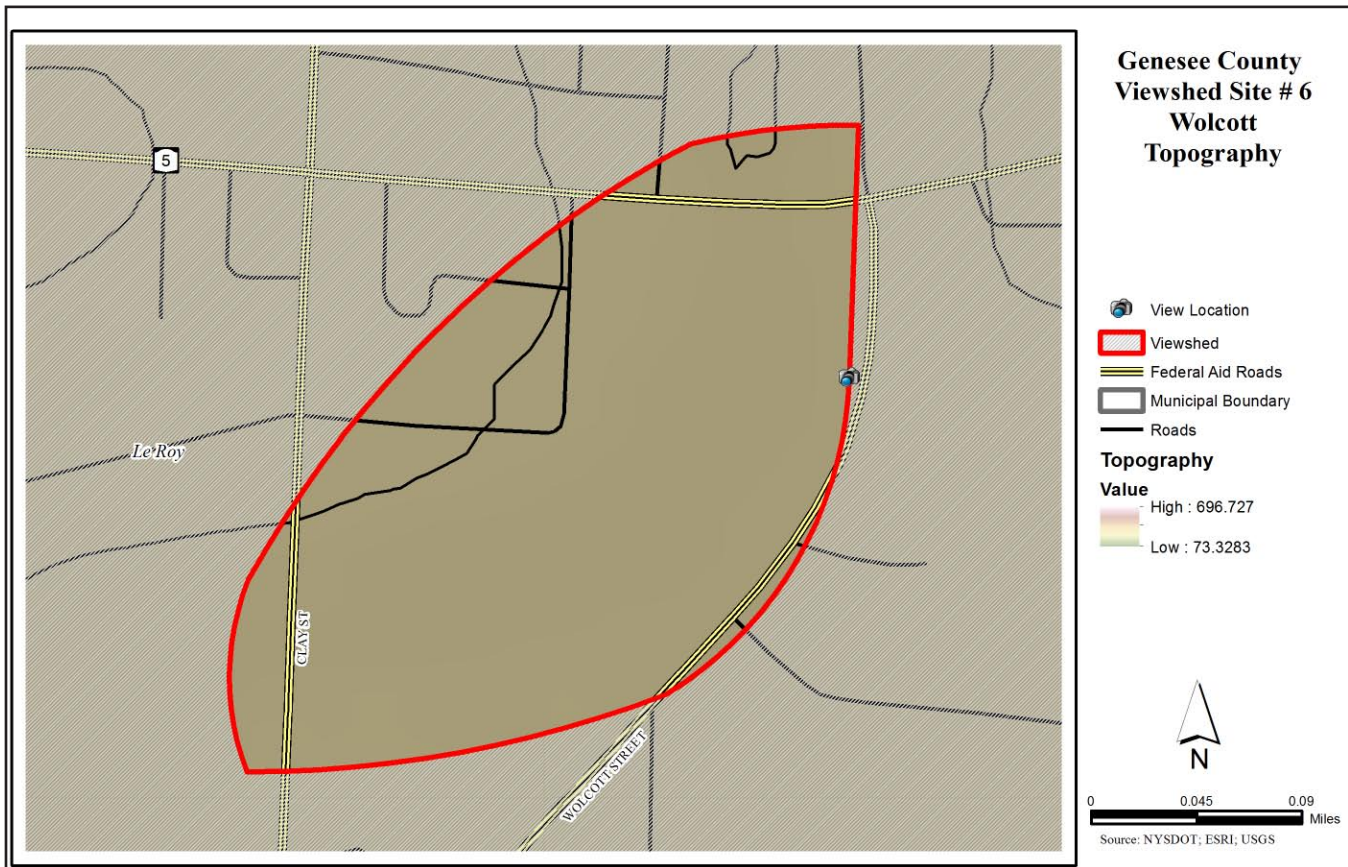 Genesee County
Viewshed Site # 6
Wolcott
Topography
5
Le Roy
CLAY ST
WOLCOTT STREET
View Location
Viewshed
Federal Aid Roads
Municipal Boundary
Roads
Topography
Value
High : 696.727
Low : 73.3283
N
0 0.045 0.09
Miles
Source: NYSDOT; ESRI; USGS